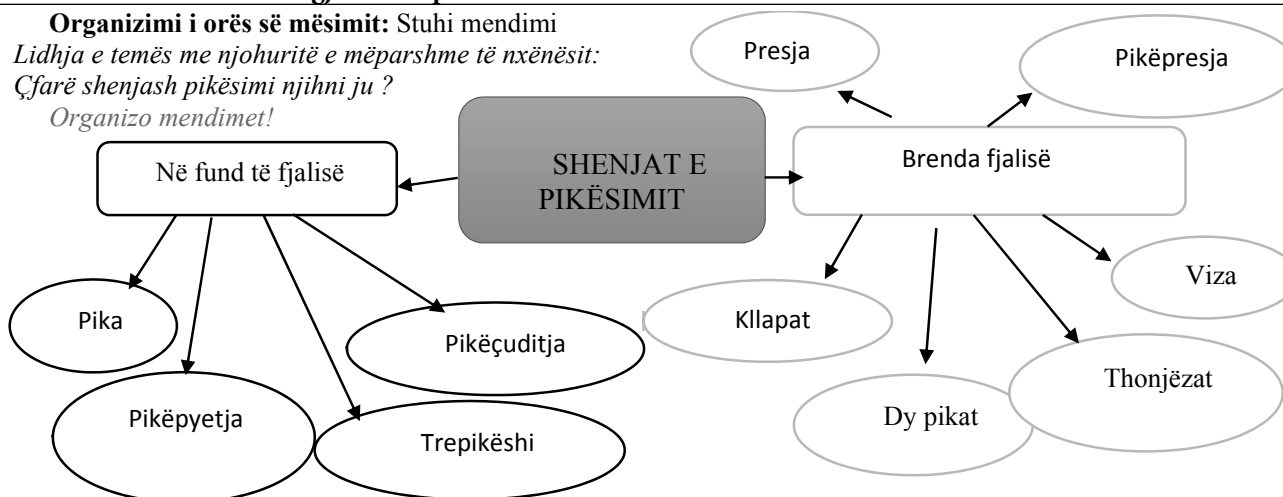 Organizimi i orës së mësimit: Stuhi mendimi
Lidhja e temës me njohuritë e mëparshme të nxënësit:
Çfarë shenjash pikësimi njihni ju ?
Organizo mendimet!
SHENJAT E
PIKËSIMIT
Në fund të fjalisë
Pika
Pikëpyetja
Trepikëshi
Pikëçuditja
Brenda fjalisë
Presja
Pikëpresja
Kllapat
Dy pikat
Thonjëzat
Viza